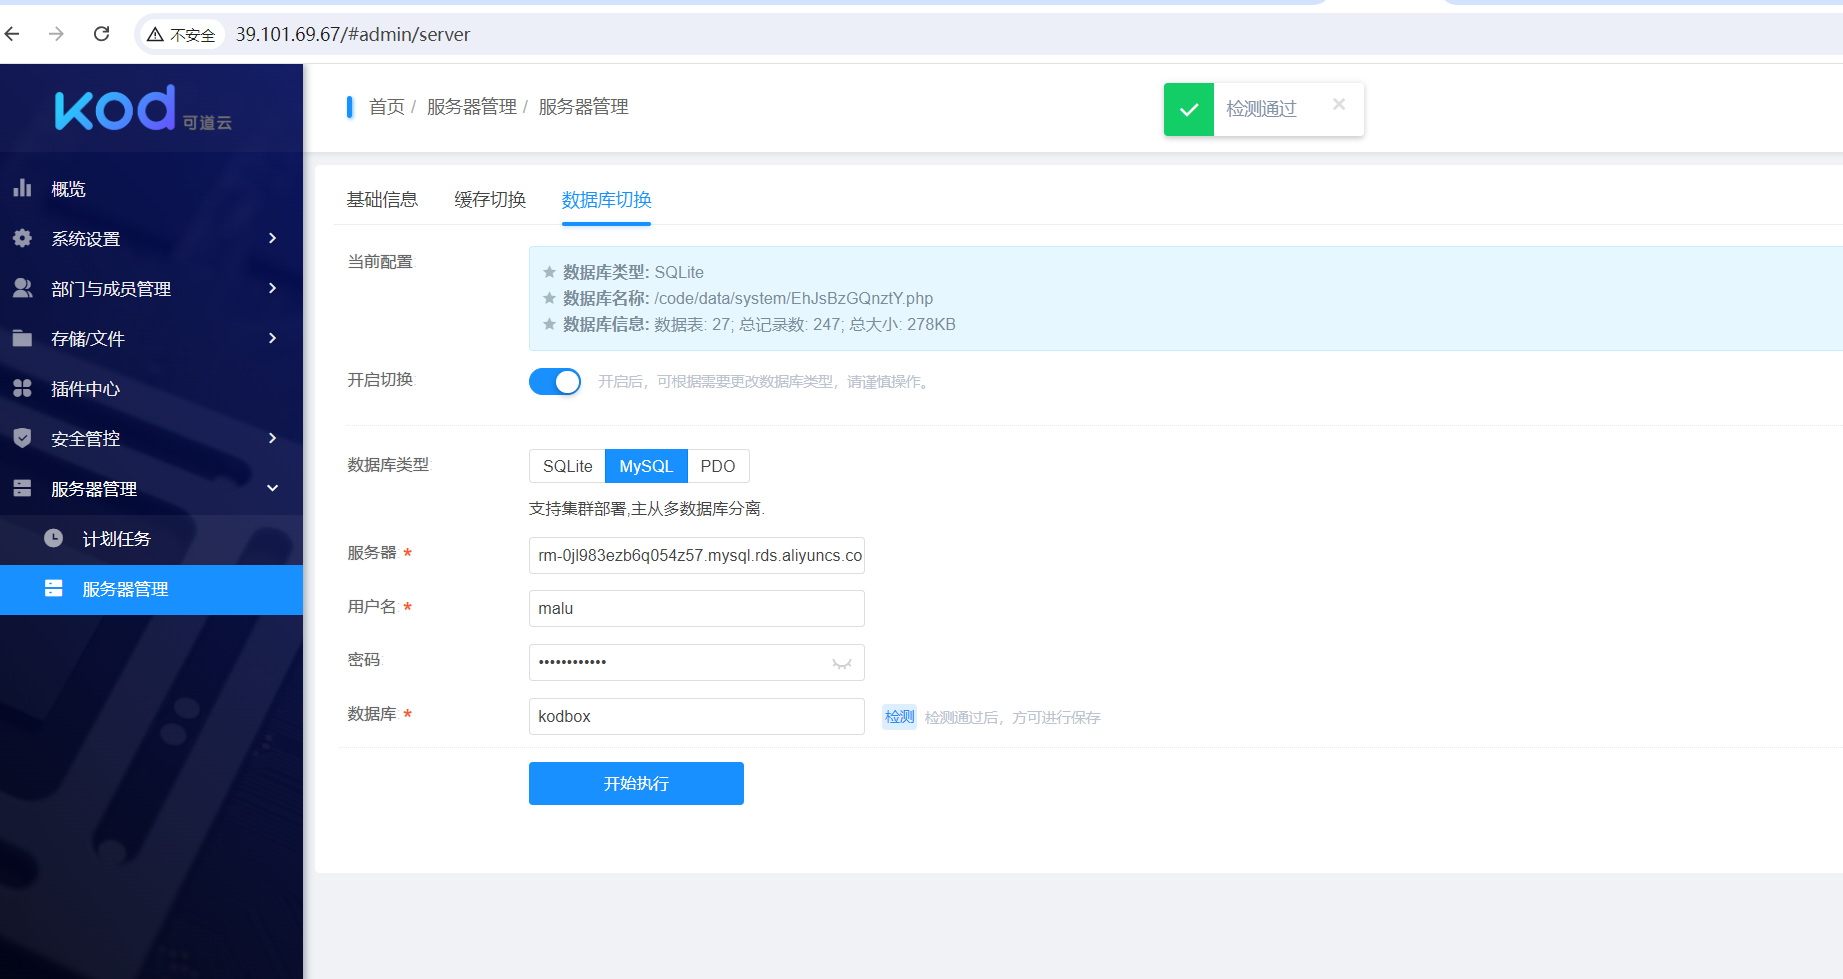 不安全 39.101.69.67/#admin/server
kod 可道云
首页 / 服务器管理 / 服务器管理
检测通过
概览
系统设置
部门与成员管理
存储/文件
插件中心
安全管控
服务器管理
计划任务
服务器管理
基础信息 缓存切换 数据库切换
当前配置
数据库类型: SQLite
数据库名称: /code/data/system/EhJsBzGQnztY.php
数据库信息: 数据表: 27; 总记录数: 247; 总大小: 278KB
开启切换 开启后，可根据需要更改数据库类型，请谨慎操作。
数据库类型 SQLite MySQL PDO
支持集群部署,主从多数据库分离.
服务器 * rm-0jl983ezb6q054z57.mysql.rds.aliyuncs.co
用户名 * malu
密码 ••••••••••••
数据库 * kodbox 检测 检测通过后，方可进行保存
开始执行